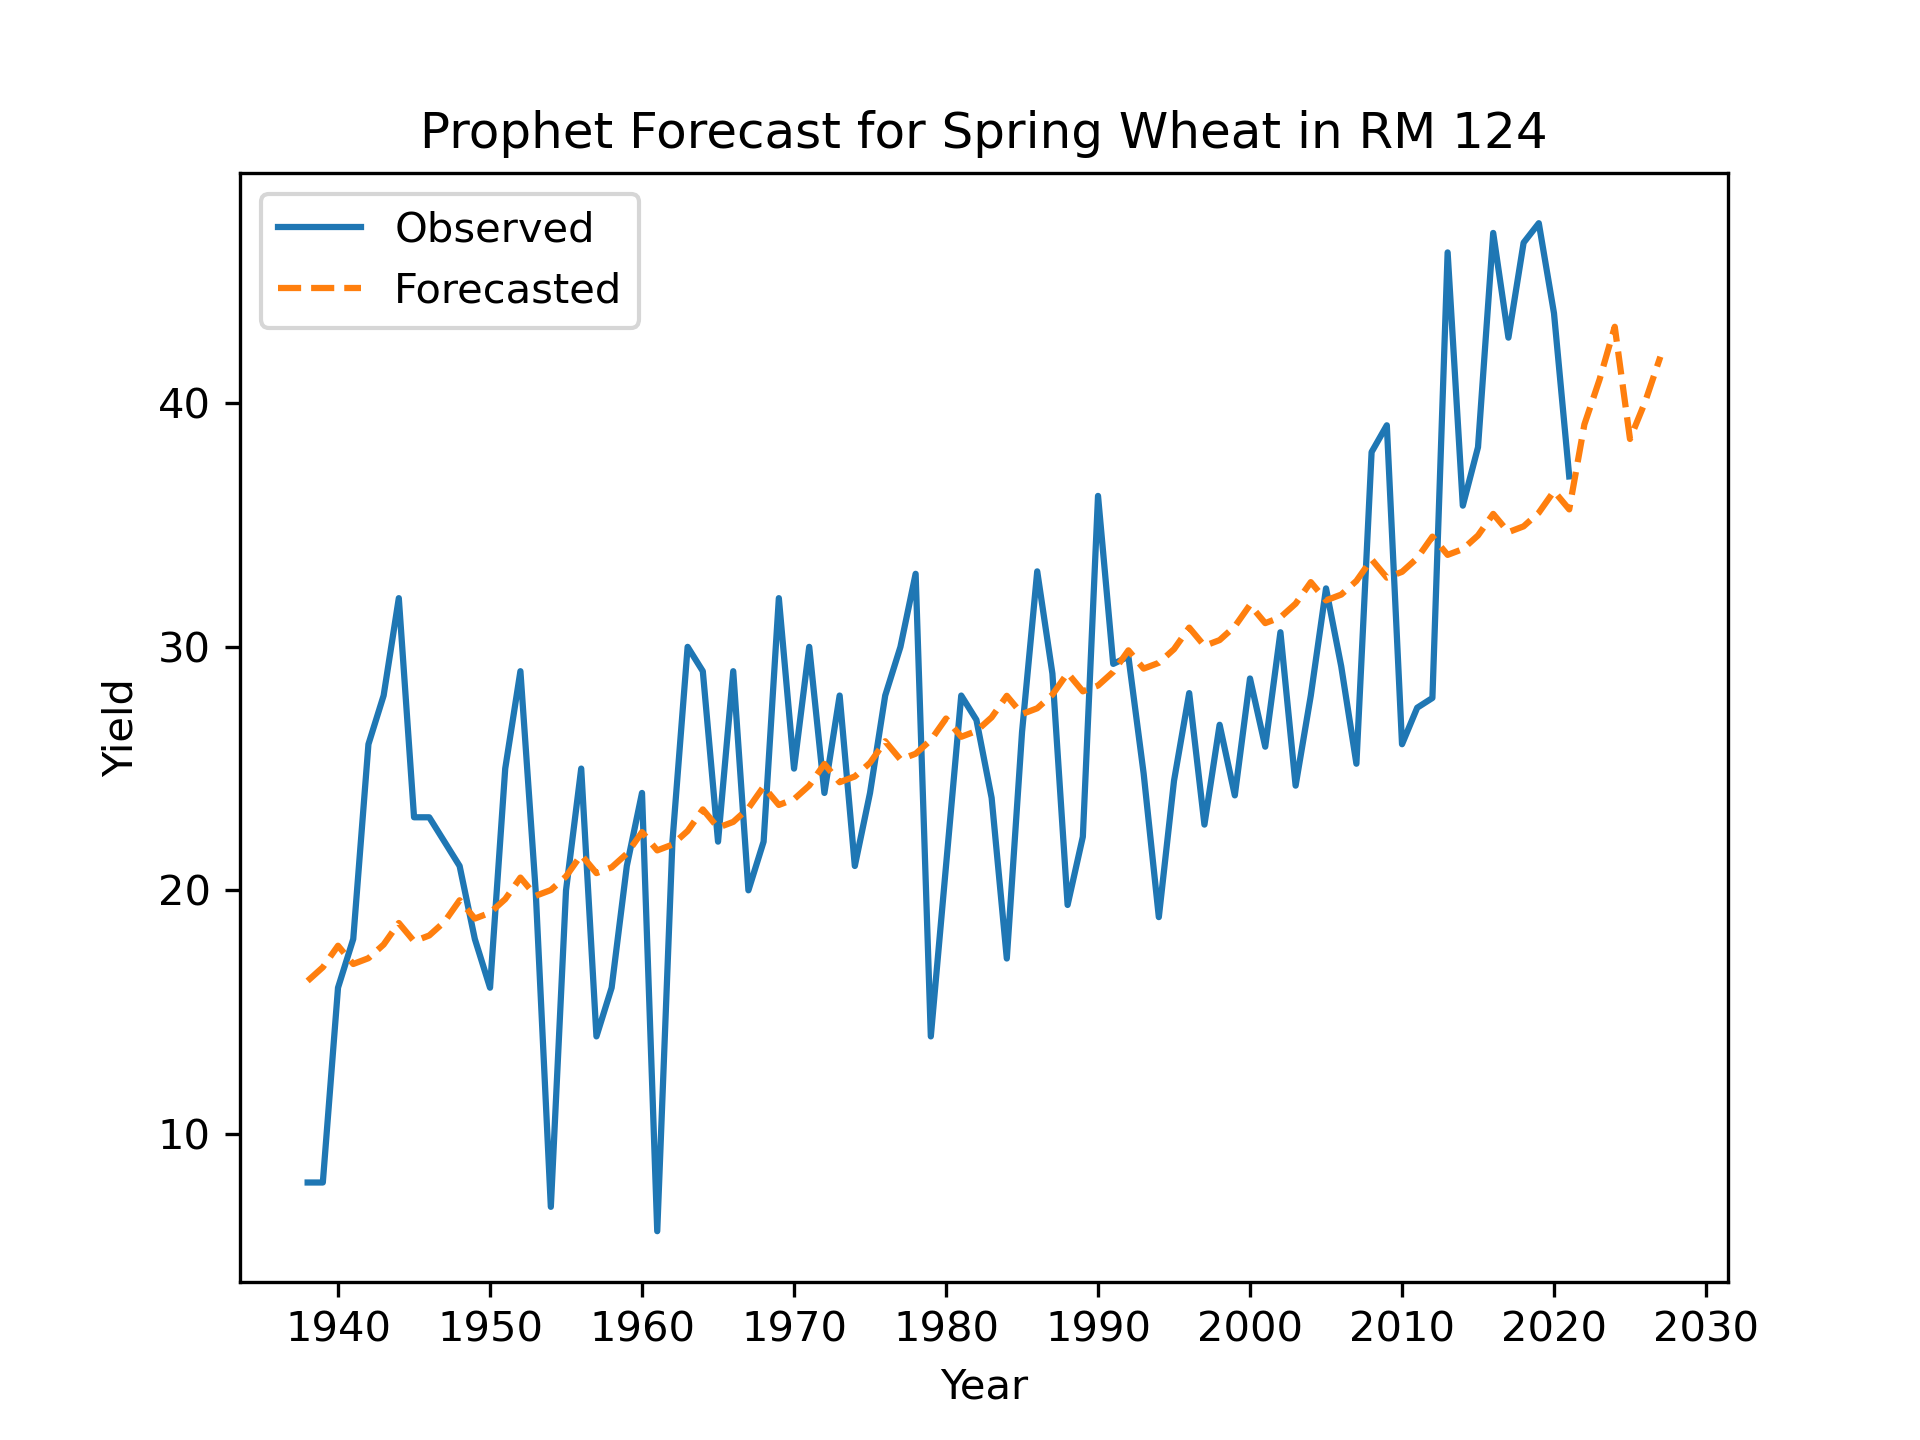 Prophet Forecast for Spring Wheat in RM 124
Observed
Forecasted
Yield
40
30
20
10
1940 1950 1960 1970 1980 1990 2000 2010 2020 2030
Year